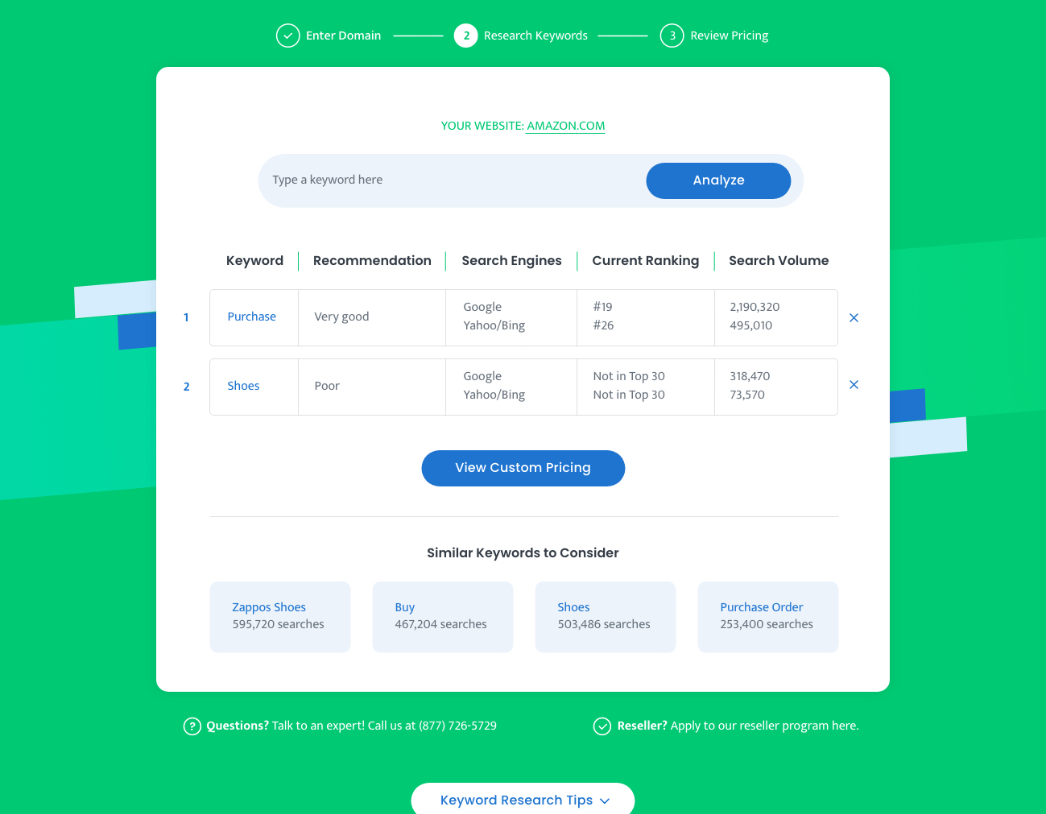 Enter Domain 2 Research Keywords 3 Review Pricing
YOUR WEBSITE: AMAZON.COM
Type a keyword here Analyze
Keyword Recommendation Search Engines Current Ranking Search Volume
1 Purchase Very good Google #19 2,190,320
Yahoo/Bing #26 495,010
2 Shoes Poor Google Not in Top 30 318,470
Yahoo/Bing Not in Top 30 73,570
View Custom Pricing
Similar Keywords to Consider
Zappos Shoes Buy Shoes Purchase Order
595,720 searches 467,204 searches 503,486 searches 253,400 searches
? Questions? Talk to an expert! Call us at (877) 726-5729 Reseller? Apply to our reseller program here.
Keyword Research Tips